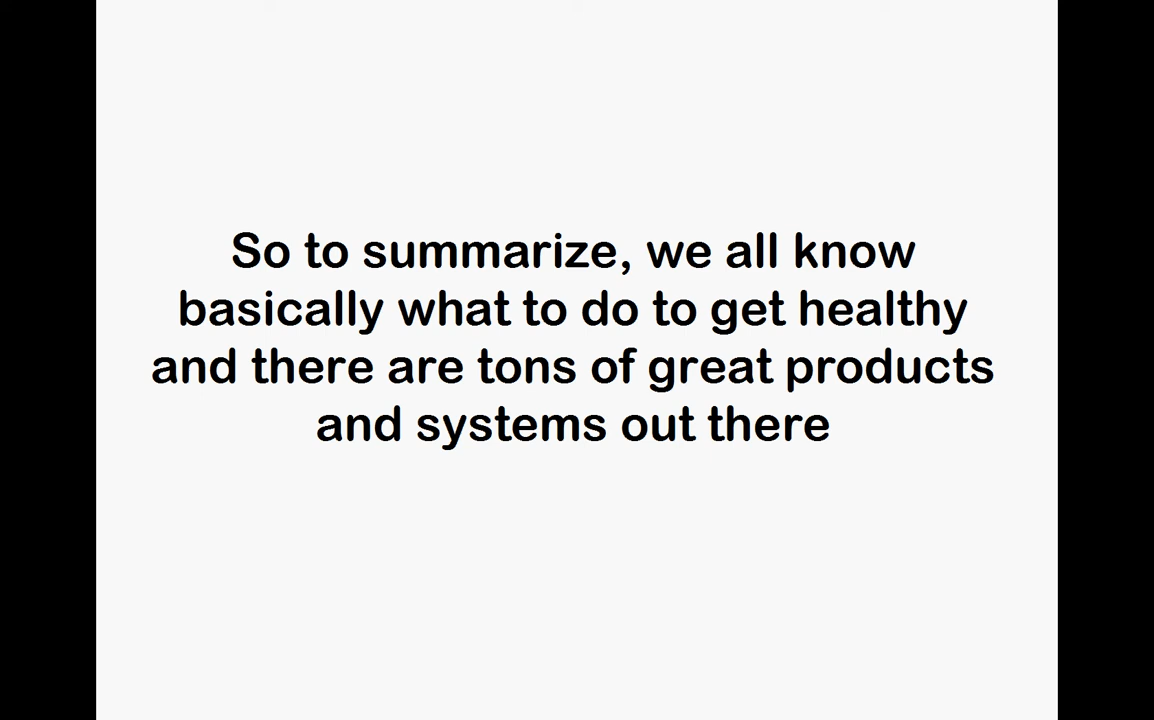 So to summarize, we all know
basically what to do to get healthy
and there are tons of great products
and systems out there